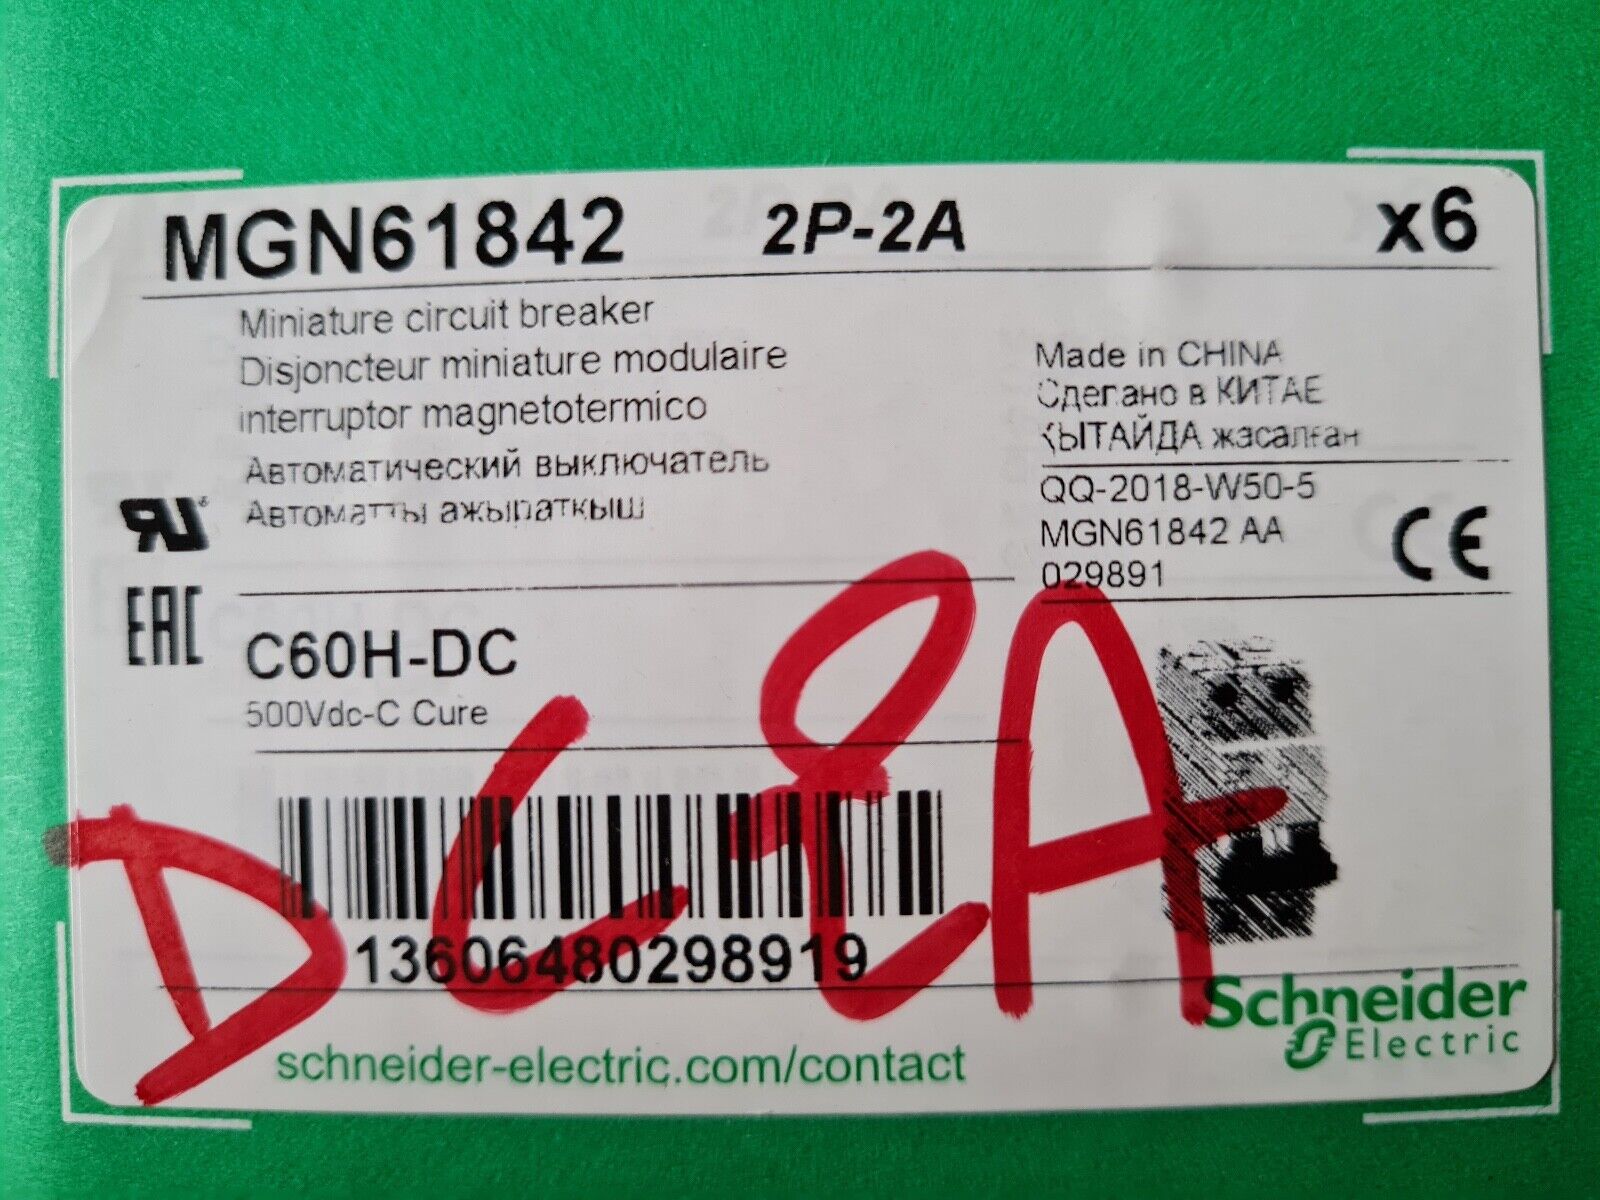 MGN61842 2P-2A x6
Miniature circuit breaker
Disjoncteur miniature modulaire
interruptor magnetotermico
Автоматический выключатель
Автоматты ажыраткыш
Made in CHINA
Сделано в КИТАЕ
ҚЫТАЙДА жасалған
QQ-2018-W50-5
MGN61842 AA
029891
CE
RU
EAC
C60H-DC
500Vdc-C Cure
DC 2A
13606480298919
schneider-electric.com/contact
Schneider
Electric